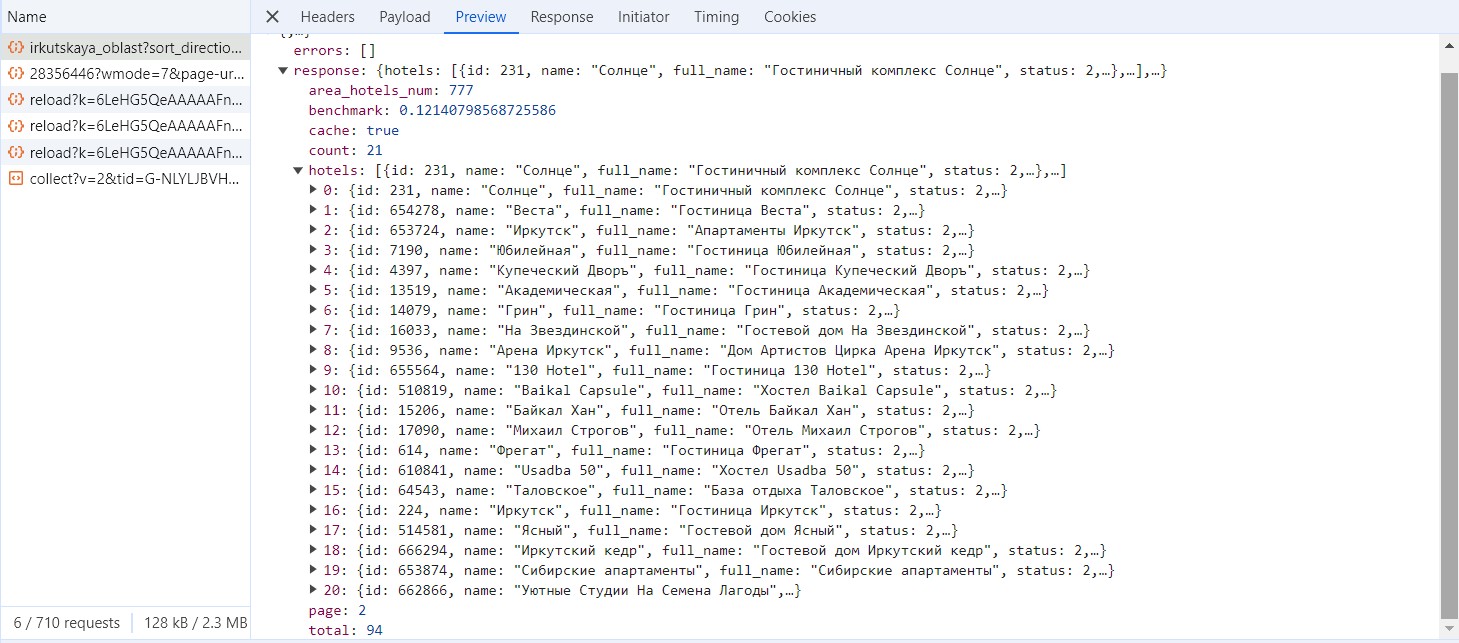 Name
Headers Payload Preview Response Initiator Timing Cookies
irkutskaya_oblast?sort_directio...
28356446?wmode=7&page-ur...
reload?k=6LeHG5QeAAAAAFn...
reload?k=6LeHG5QeAAAAAFn...
reload?k=6LeHG5QeAAAAAFn...
collect?v=2&tid=G-NLYLJBVH...
6 / 710 requests 128 kB / 2.3 MB
{,…}
errors: []
response: {hotels: [{id: 231, name: "Солнце", full_name: "Гостиничный комплекс Солнце", status: 2,…},…],…}
area_hotels_num: 777
benchmark: 0.12140798568725586
cache: true
count: 21
hotels: [{id: 231, name: "Солнце", full_name: "Гостиничный комплекс Солнце", status: 2,…},…]
0: {id: 231, name: "Солнце", full_name: "Гостиничный комплекс Солнце", status: 2,…}
1: {id: 654278, name: "Веста", full_name: "Гостиница Веста", status: 2,…}
2: {id: 653724, name: "Иркутск", full_name: "Апартаменты Иркутск", status: 2,…}
3: {id: 7190, name: "Юбилейная", full_name: "Гостиница Юбилейная", status: 2,…}
4: {id: 4397, name: "Купеческий Дворъ", full_name: "Гостиница Купеческий Дворъ", status: 2,…}
5: {id: 13519, name: "Академическая", full_name: "Гостиница Академическая", status: 2,…}
6: {id: 14079, name: "Грин", full_name: "Гостиница Грин", status: 2,…}
7: {id: 16033, name: "На Звездинской", full_name: "Гостевой дом На Звездинской", status: 2,…}
8: {id: 9536, name: "Арена Иркутск", full_name: "Дом Артистов Цирка Арена Иркутск", status: 2,…}
9: {id: 655564, name: "130 Hotel", full_name: "Гостиница 130 Hotel", status: 2,…}
10: {id: 510819, name: "Baikal Capsule", full_name: "Хостел Baikal Capsule", status: 2,…}
11: {id: 15206, name: "Байкал Хан", full_name: "Отель Байкал Хан", status: 2,…}
12: {id: 17090, name: "Михаил Строгов", full_name: "Отель Михаил Строгов", status: 2,…}
13: {id: 614, name: "Фрегат", full_name: "Гостиница Фрегат", status: 2,…}
14: {id: 610841, name: "Usadba 50", full_name: "Хостел Usadba 50", status: 2,…}
15: {id: 64543, name: "Таловское", full_name: "База отдыха Таловское", status: 2,…}
16: {id: 224, name: "Иркутск", full_name: "Гостиница Иркутск", status: 2,…}
17: {id: 514581, name: "Ясный", full_name: "Гостевой дом Ясный", status: 2,…}
18: {id: 666294, name: "Иркутский кедр", full_name: "Гостевой дом Иркутский кедр", status: 2,…}
19: {id: 653874, name: "Сибирские апартаменты", full_name: "Сибирские апартаменты", status: 2,…}
20: {id: 662866, name: "Уютные Студии На Семена Лагоды",…}
page: 2
total: 94